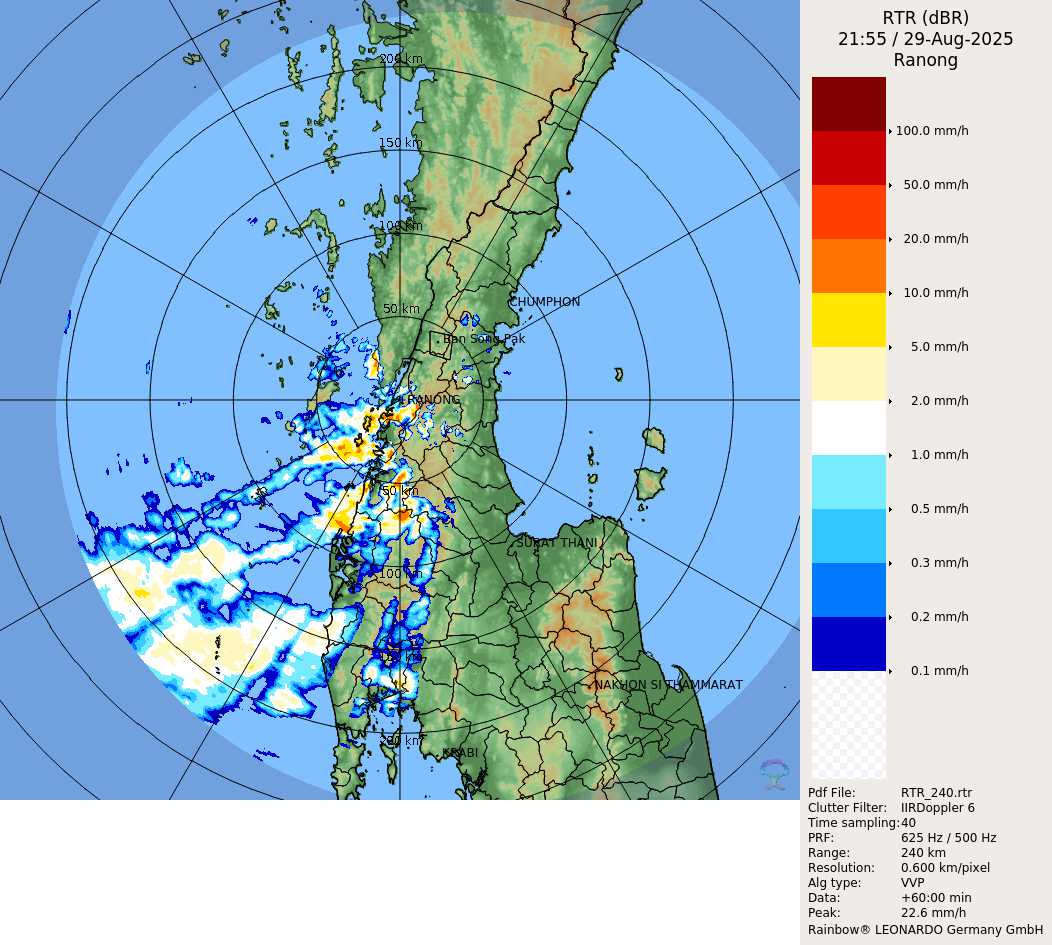 RTR (dBR)
21:55 / 29-Aug-2025
Ranong
200 km
150 km
100 km
CHUMPHON
50 km
Ban Song Pak
RANONG
50 km
SURAT THANI
100 km
NAKHON SI THAMMARAT
200 km
KRABI
100.0 mm/h
50.0 mm/h
20.0 mm/h
10.0 mm/h
5.0 mm/h
2.0 mm/h
1.0 mm/h
0.5 mm/h
0.3 mm/h
0.2 mm/h
0.1 mm/h
Pdf File: RTR_240.rtr
Clutter Filter: IIRDoppler 6
Time sampling:40
PRF: 625 Hz / 500 Hz
Range: 240 km
Resolution: 0.600 km/pixel
Alg type: VVP
Data: +60:00 min
Peak: 22.6 mm/h
Rainbow® LEONARDO Germany GmbH